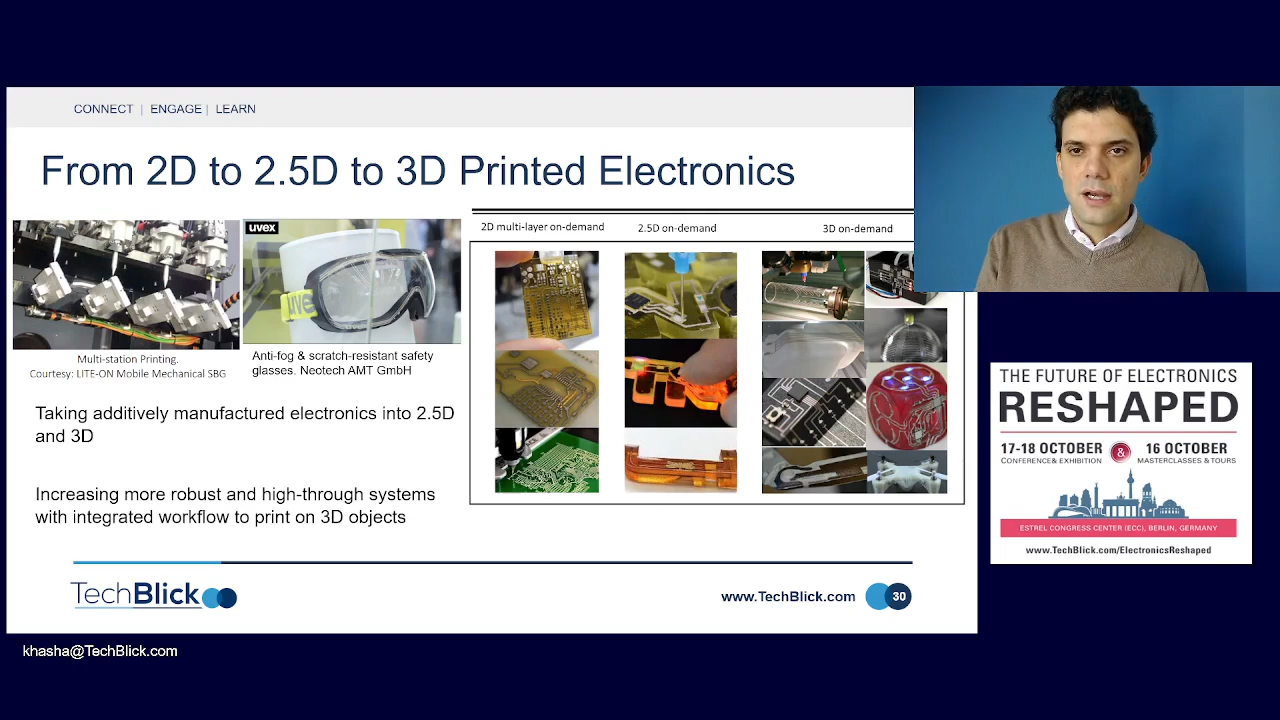 CONNECT | ENGAGE | LEARN
From 2D to 2.5D to 3D Printed Electronics
uvex
Multi-station Printing.
Courtesy: LITE-ON Mobile Mechanical SBG
Anti-fog & scratch-resistant safety
glasses. Neotech AMT GmbH
2D multi-layer on-demand
2.5D on-demand
3D on-demand
Taking additively manufactured electronics into 2.5D
and 3D
Increasing more robust and high-through systems
with integrated workflow to print on 3D objects
TechBlick
www.TechBlick.com
30
THE FUTURE OF ELECTRONICS
RESHAPED
17-18 OCTOBER
CONFERENCE & EXHIBITION
&
16 OCTOBER
MASTERCLASSES & TOURS
ESTREL CONGRESS CENTER (ECC), BERLIN, GERMANY
www.TechBlick.com/ElectronicsReshaped
khasha@TechBlick.com